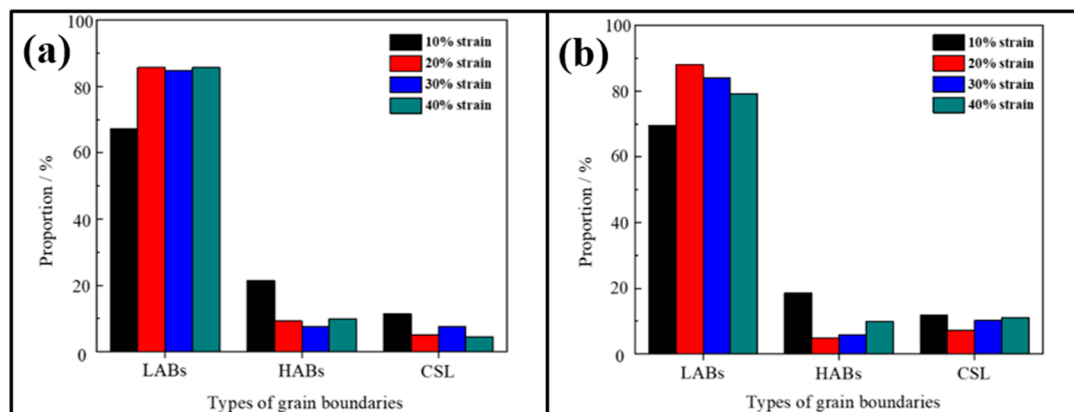 (a)
100
80
60
40
20
0
Proportion / %
10% strain
20% strain
30% strain
40% strain
LABs HABs CSL
Types of grain boundaries
(b)
100
80
60
40
20
0
Proportion / %
10% strain
20% strain
30% strain
40% strain
LABs HABs CSL
Types of grain boundaries